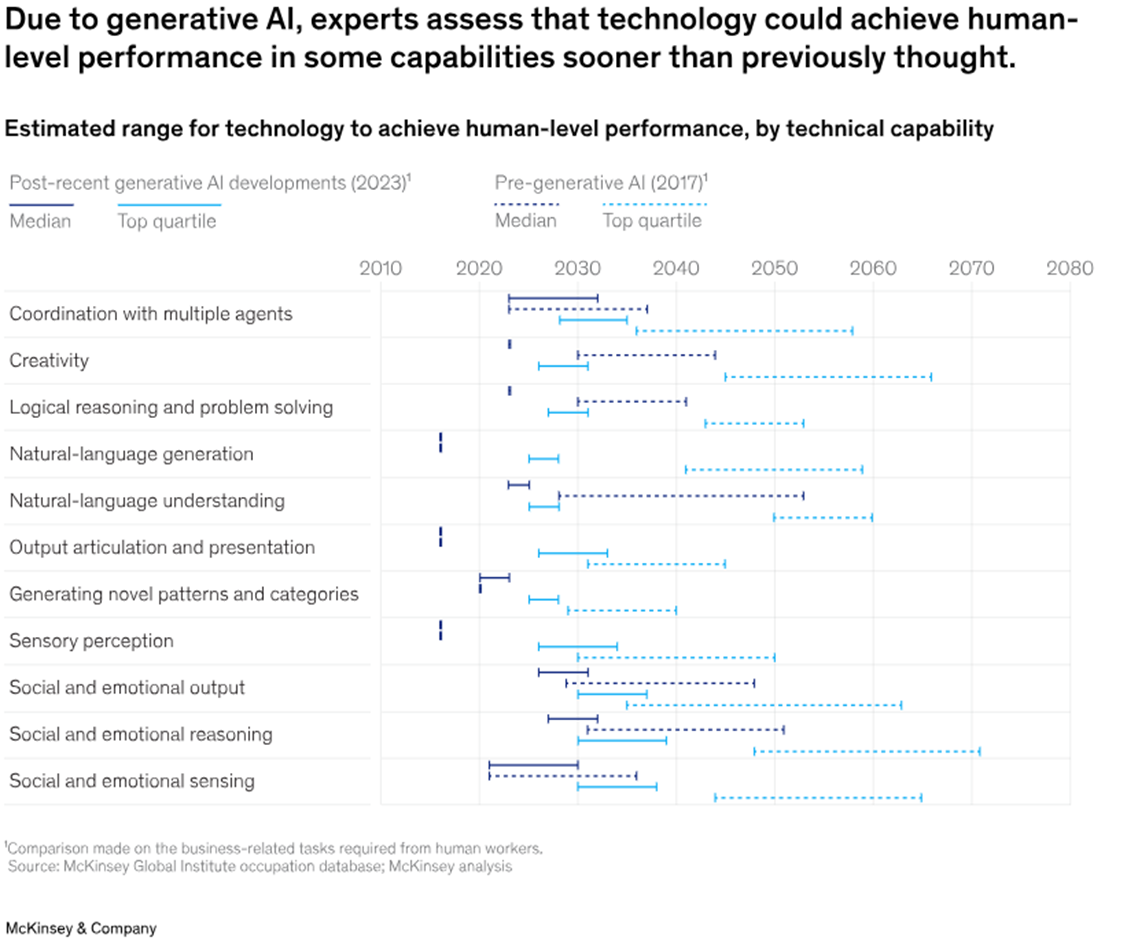 Due to generative AI, experts assess that technology could achieve human-
level performance in some capabilities sooner than previously thought.
Estimated range for technology to achieve human-level performance, by technical capability
Post-recent generative AI developments (2023)¹
Pre-generative AI (2017)¹
Median
Top quartile
Median
Top quartile
2010 2020 2030 2040 2050 2060 2070 2080
Coordination with multiple agents
Creativity
Logical reasoning and problem solving
Natural-language generation
Natural-language understanding
Output articulation and presentation
Generating novel patterns and categories
Sensory perception
Social and emotional output
Social and emotional reasoning
Social and emotional sensing
¹Comparison made on the business-related tasks required from human workers.
Source: McKinsey Global Institute occupation database; McKinsey analysis
McKinsey & Company